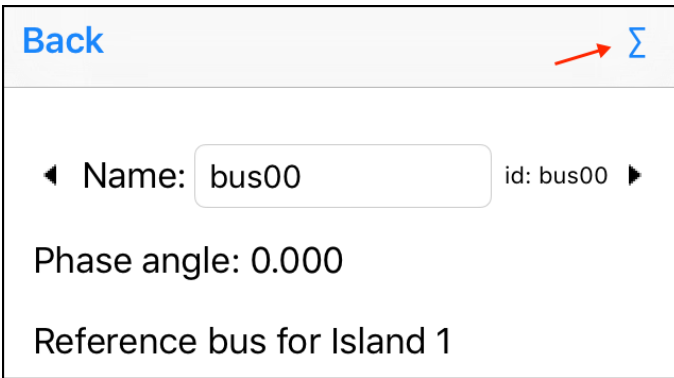 Back Σ
Name: bus00 id: bus00
Phase angle: 0.000
Reference bus for Island 1